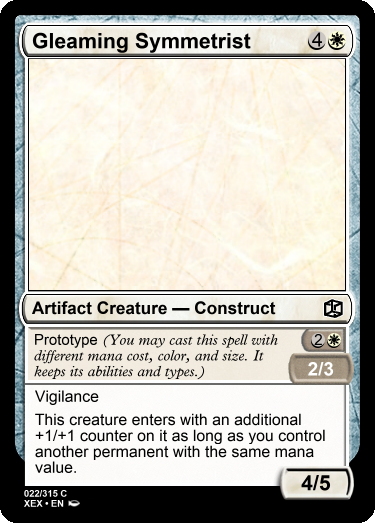 Gleaming Symmetrist 4
Artifact Creature — Construct
Prototype (You may cast this spell with
different mana cost, color, and size. It
keeps its abilities and types.)
2
2/3
Vigilance
This creature enters with an additional
+1/+1 counter on it as long as you control
another permanent with the same mana
value.
4/5
022/315 C
XEX • EN